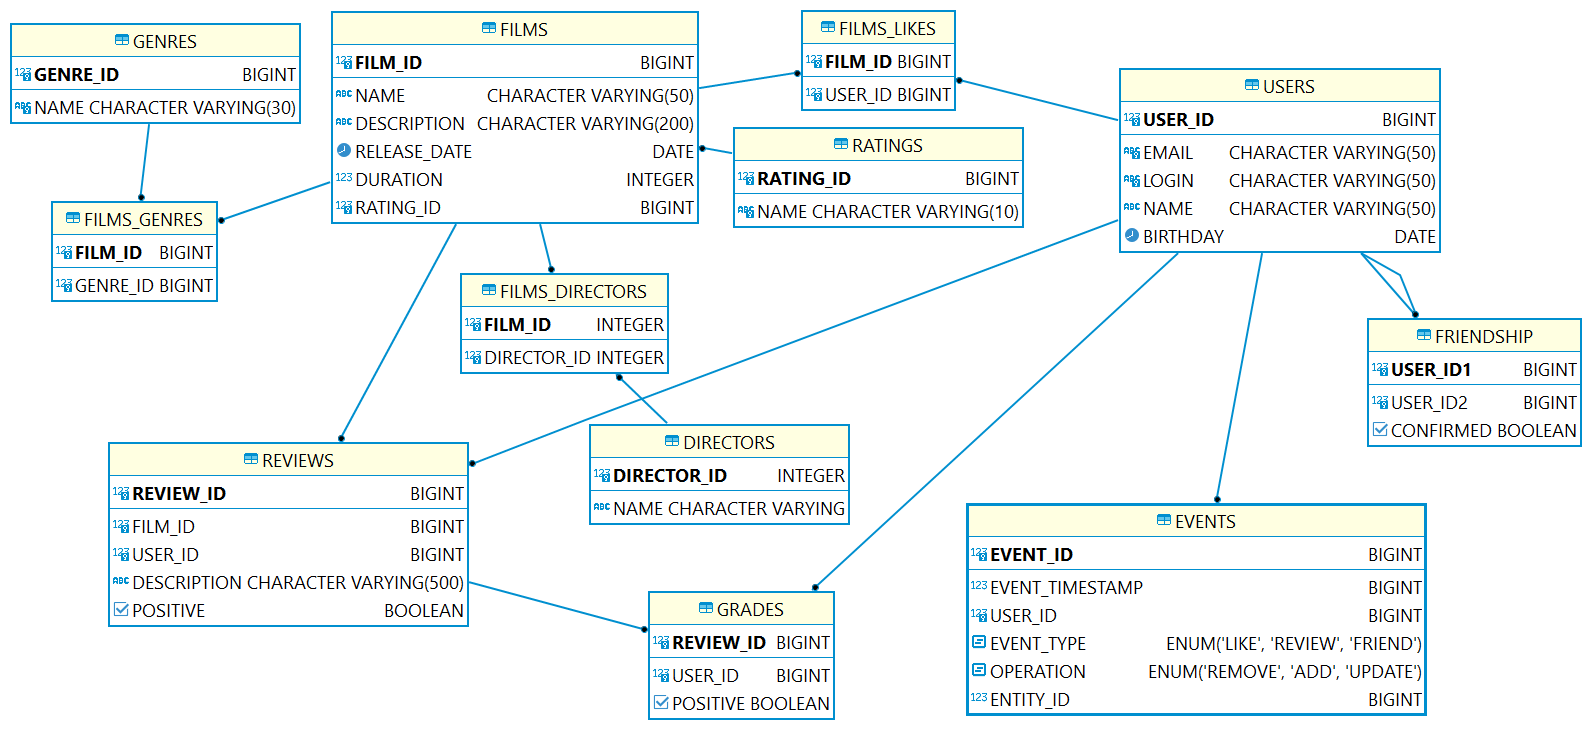 GENRES
GENRE_ID BIGINT
NAME CHARACTER VARYING(30)
FILMS
FILM_ID BIGINT
NAME CHARACTER VARYING(50)
DESCRIPTION CHARACTER VARYING(200)
RELEASE_DATE DATE
DURATION INTEGER
RATING_ID BIGINT
FILMS_LIKES
FILM_ID BIGINT
USER_ID BIGINT
RATINGS
RATING_ID BIGINT
NAME CHARACTER VARYING(10)
USERS
USER_ID BIGINT
EMAIL CHARACTER VARYING(50)
LOGIN CHARACTER VARYING(50)
NAME CHARACTER VARYING(50)
BIRTHDAY DATE
FILMS_GENRES
FILM_ID BIGINT
GENRE_ID BIGINT
FILMS_DIRECTORS
FILM_ID INTEGER
DIRECTOR_ID INTEGER
FRIENDSHIP
USER_ID1 BIGINT
USER_ID2 BIGINT
CONFIRMED BOOLEAN
REVIEWS
REVIEW_ID BIGINT
FILM_ID BIGINT
USER_ID BIGINT
DESCRIPTION CHARACTER VARYING(500)
POSITIVE BOOLEAN
DIRECTORS
DIRECTOR_ID INTEGER
NAME CHARACTER VARYING
GRADES
REVIEW_ID BIGINT
USER_ID BIGINT
POSITIVE BOOLEAN
EVENTS
EVENT_ID BIGINT
EVENT_TIMESTAMP BIGINT
USER_ID BIGINT
EVENT_TYPE ENUM('LIKE', 'REVIEW', 'FRIEND')
OPERATION ENUM('REMOVE', 'ADD', 'UPDATE')
ENTITY_ID BIGINT